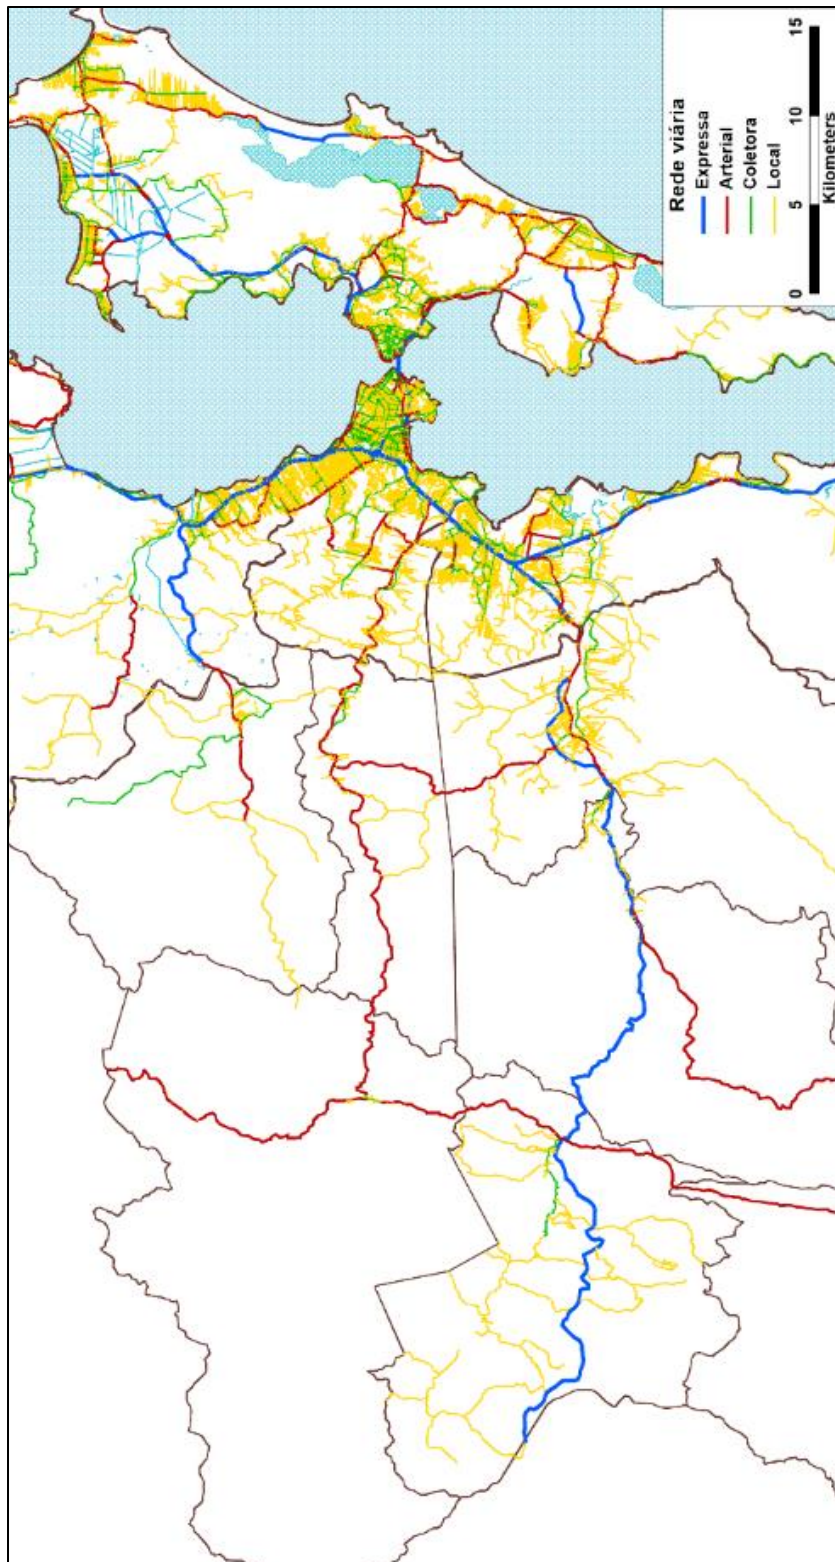 Rede viária
Expressa
Arterial
Coletora
Local
0 5 10 15
Kilometers